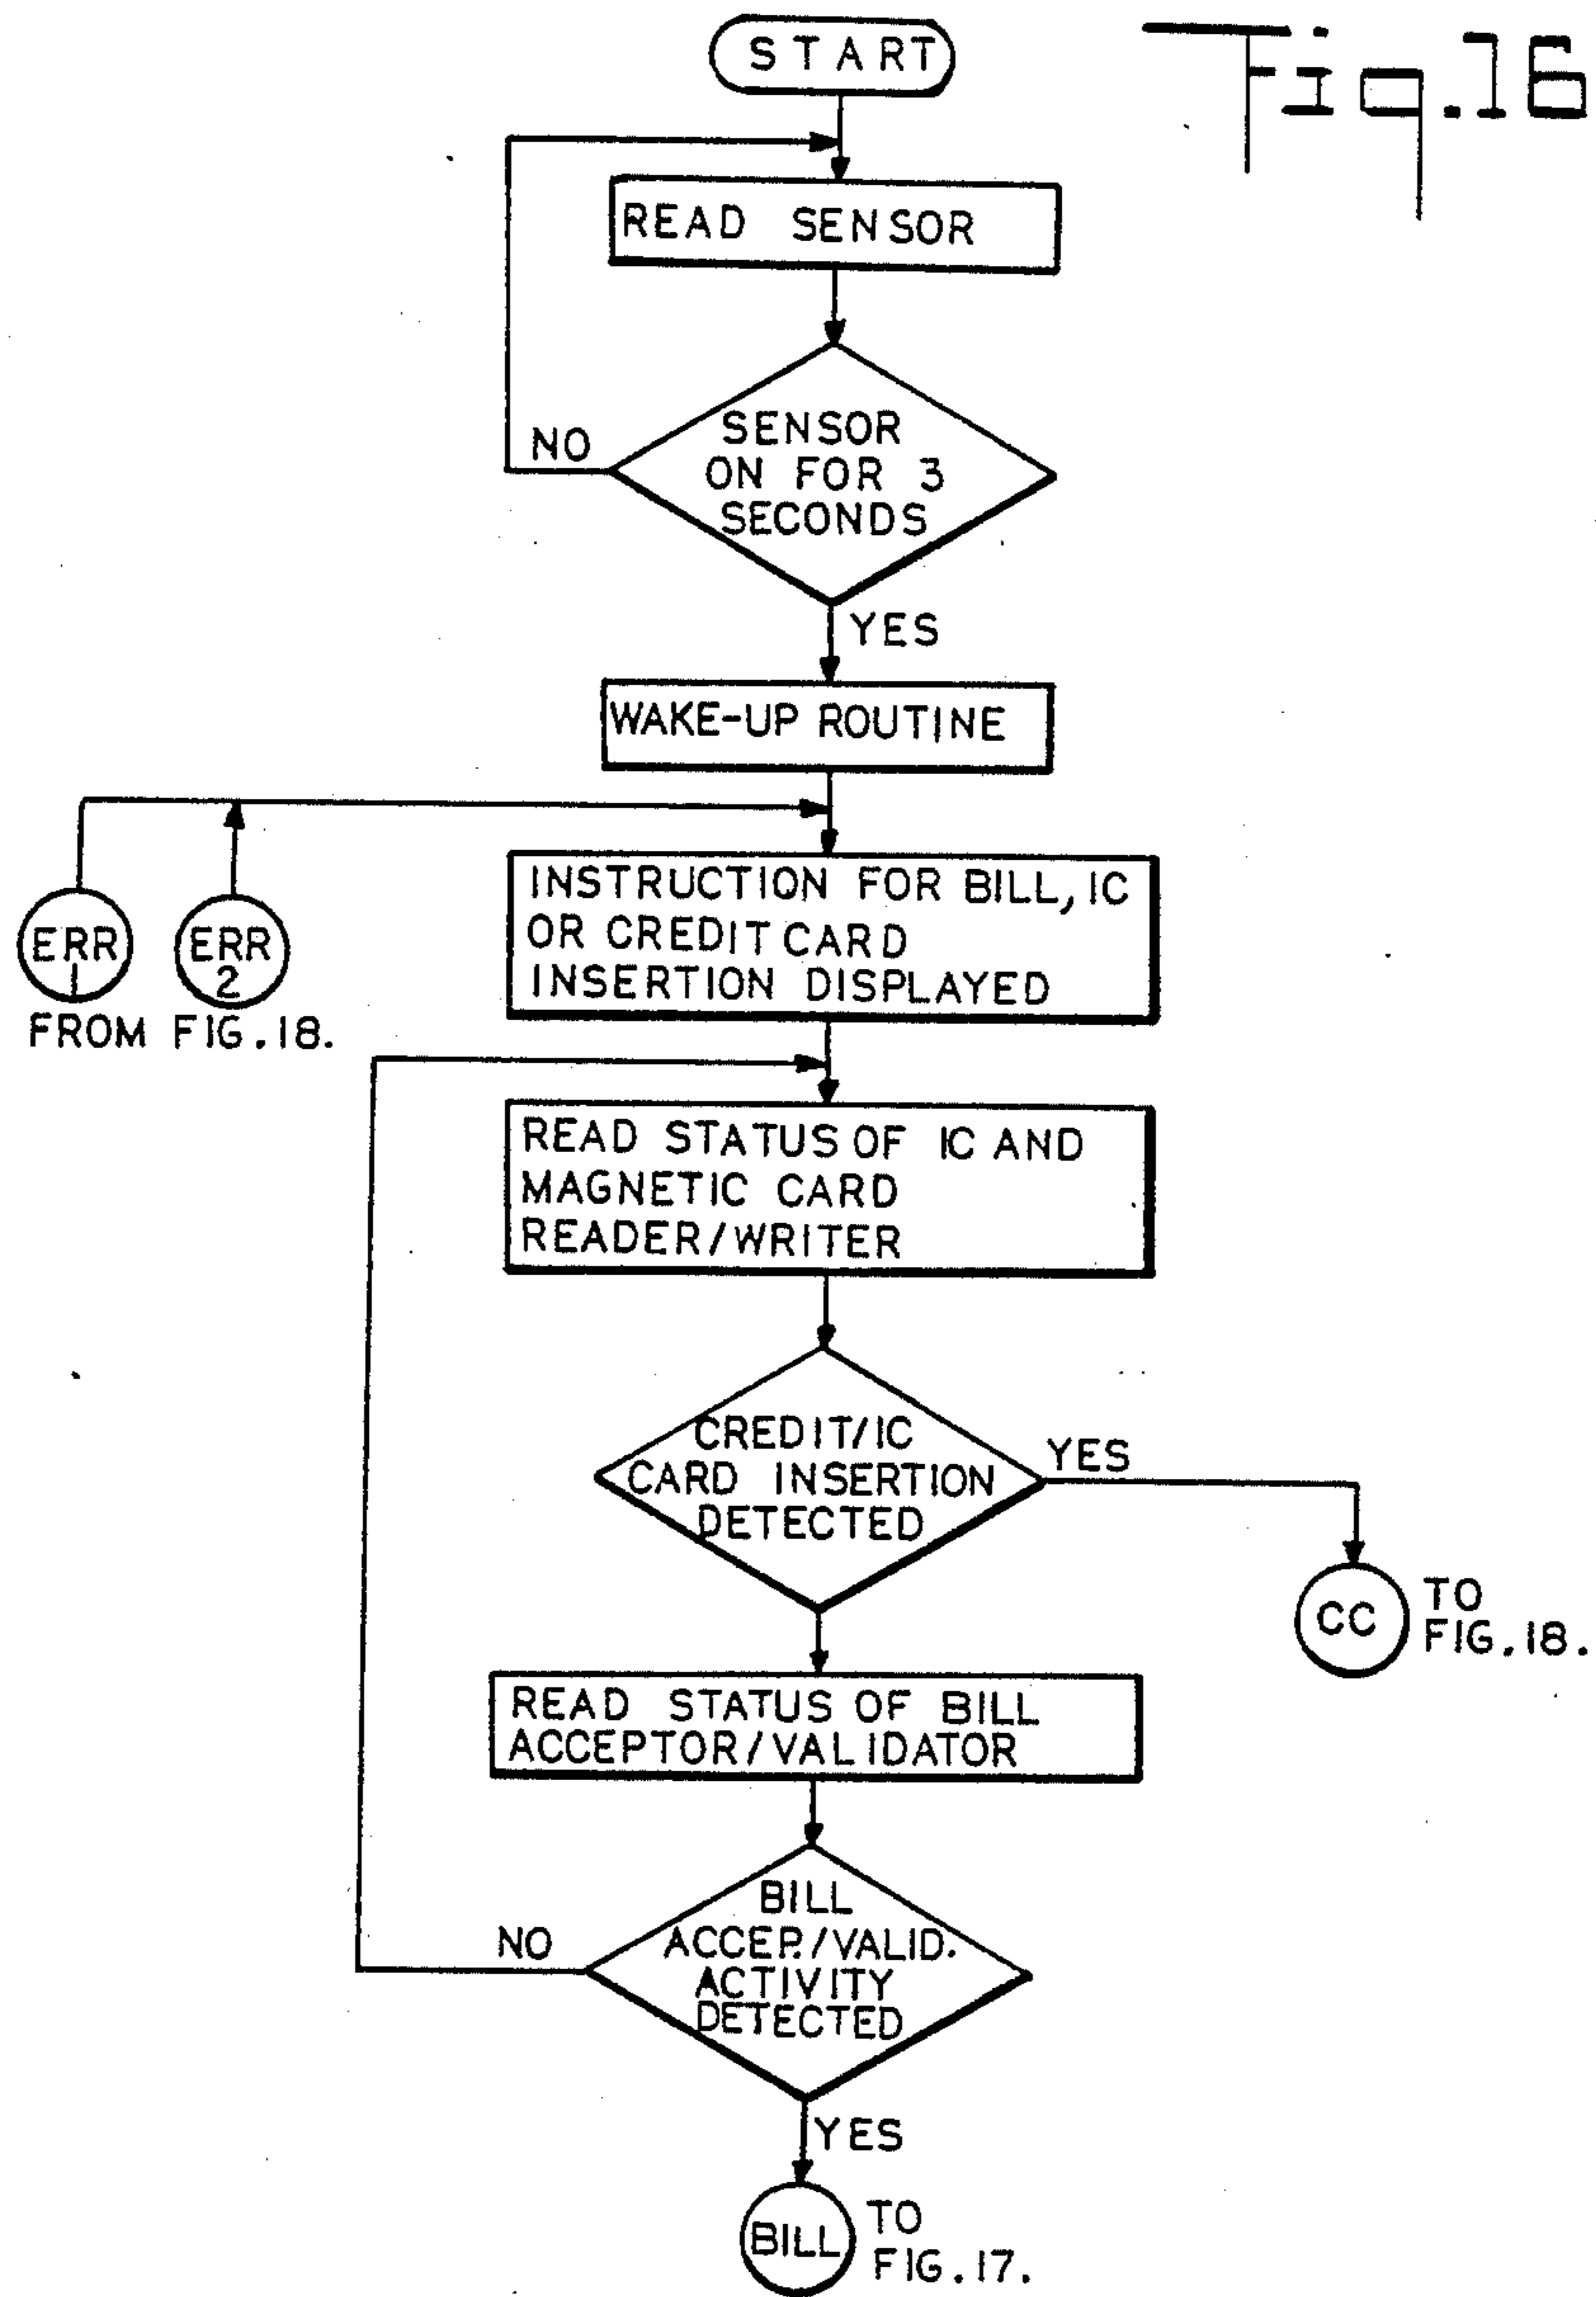 START
Fig.16
READ SENSOR
SENSOR
ON FOR 3
SECONDS
NO
YES
WAKE-UP ROUTINE
INSTRUCTION FOR BILL, IC
OR CREDIT CARD
INSERTION DISPLAYED
ERR
1
ERR
2
FROM FIG.18.
READ STATUS OF IC AND
MAGNETIC CARD
READER/WRITER
CREDIT/IC
CARD INSERTION
DETECTED
YES
CC
TO
FIG.18.
READ STATUS OF BILL
ACCEPTOR/VALIDATOR
BILL
ACCEP./VALID.
ACTIVITY
DETECTED
NO
YES
BILL
TO
FIG.17.